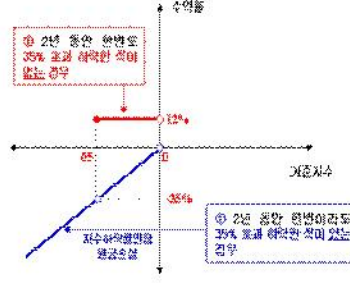 수익률
① 2년 동안 한번도
35% 초과 하락한 적이
없는 경우
12%
65
0
기준지수
-35%
② 2년 동안 한번이라도
35% 초과 하락한 적이 있는
경우
지수하락률만큼
원금손실